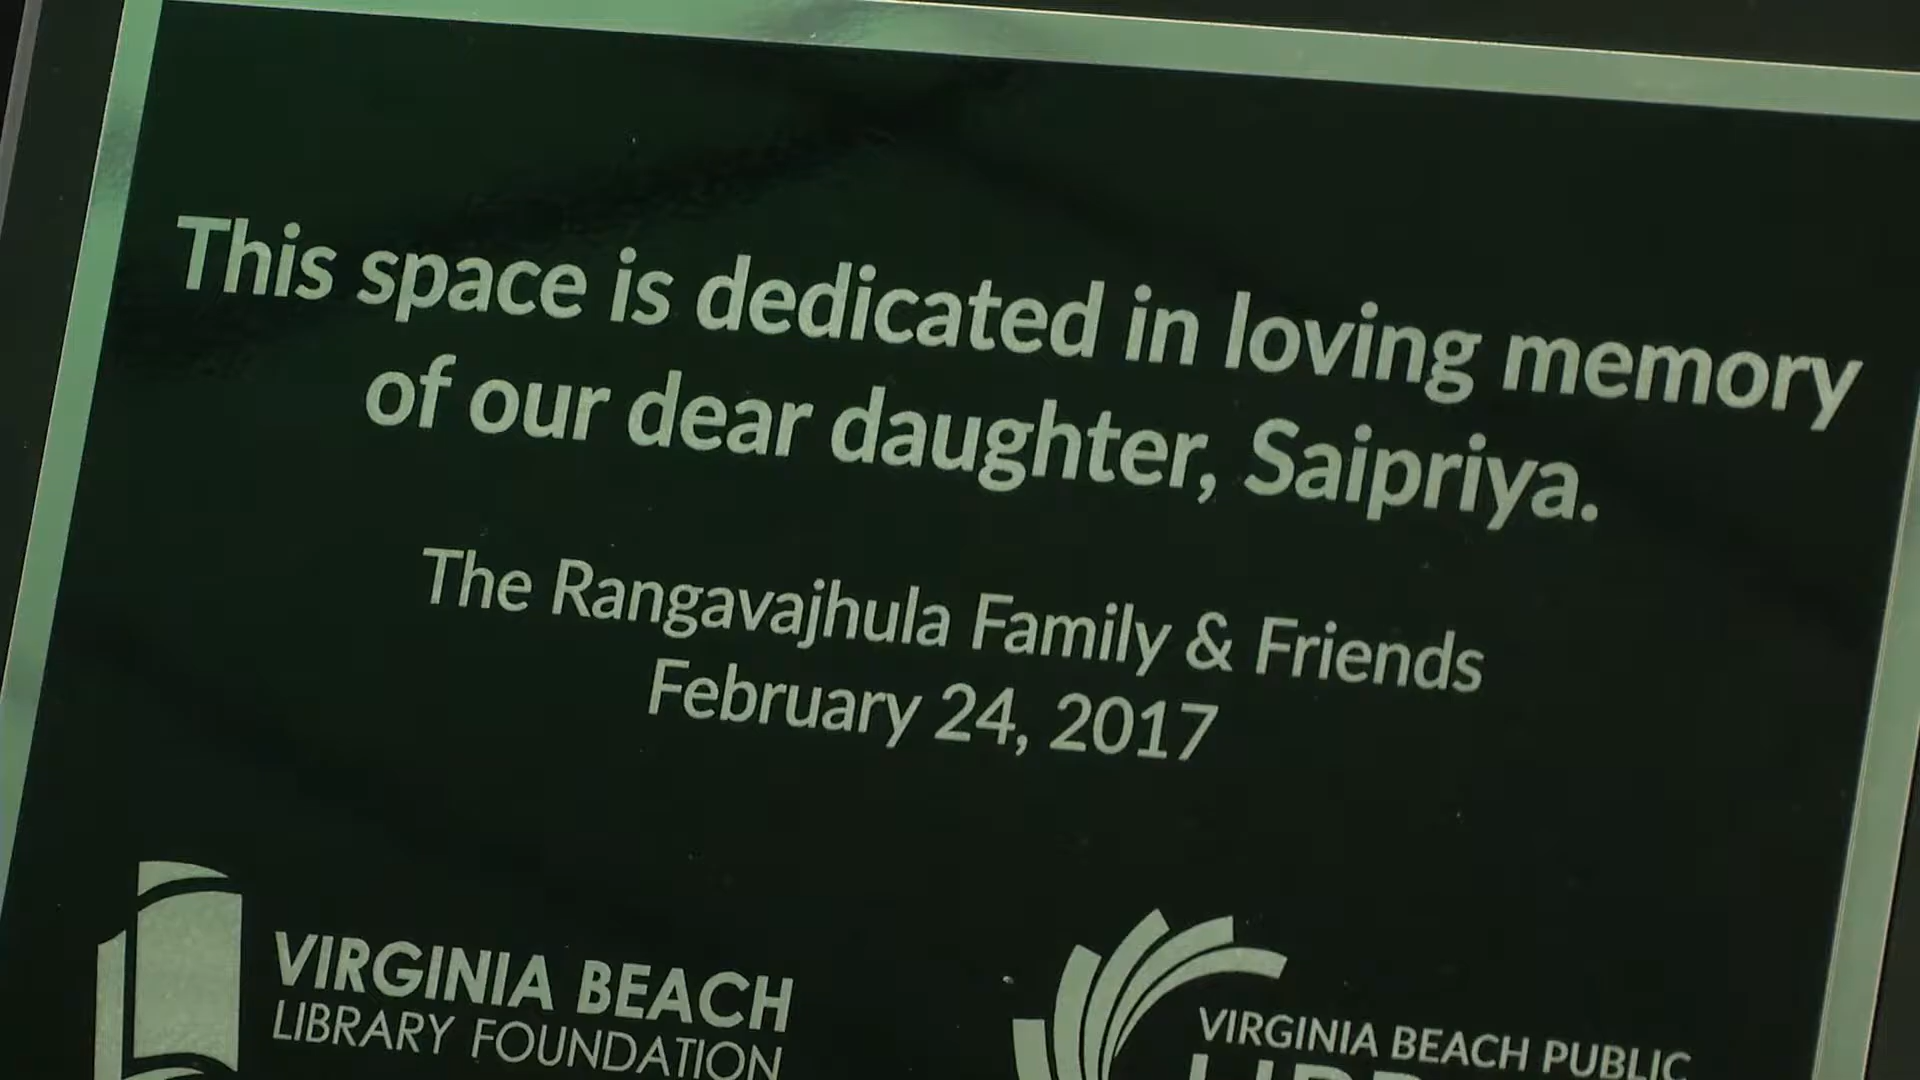 This space is dedicated in loving memory
of our dear daughter, Saipriya.
The Rangavajhula Family & Friends
February 24, 2017
VIRGINIA BEACH
LIBRARY FOUNDATION
VIRGINIA BEACH PUBLIC